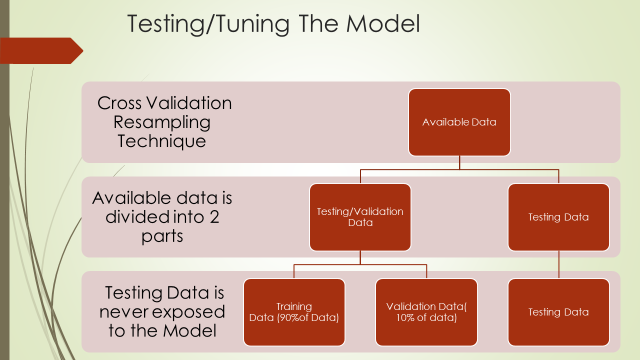 Testing/Tuning The Model
Cross Validation
Resampling
Technique
Available Data
Available data is
divided into 2
parts
Testing/Validation
Data
Testing Data
Testing Data is
never exposed
to the Model
Training
Data (90%of Data)
Validation Data(
10% of data)
Testing Data